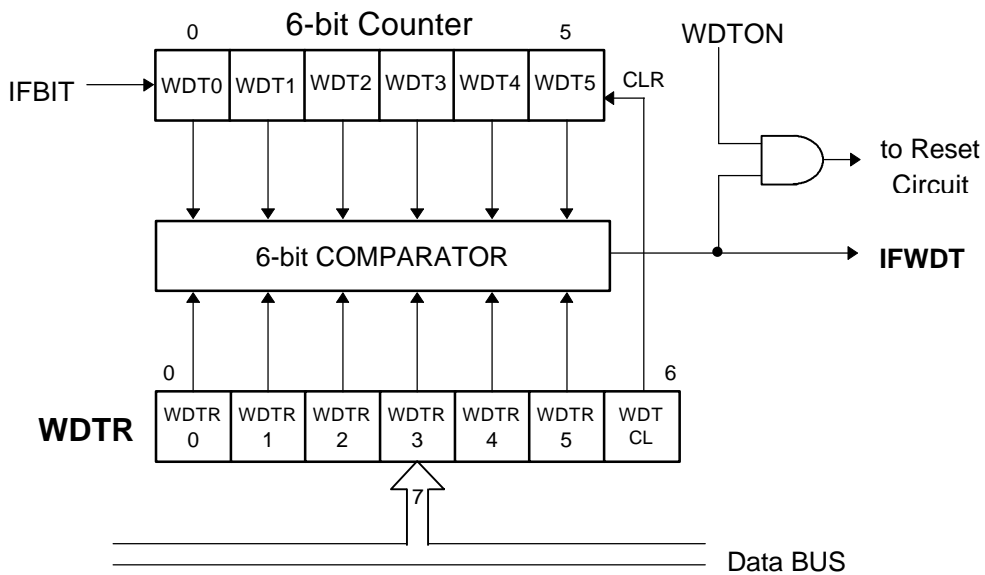 6-bit Counter
0
5
WDTON
IFBIT
WDT0 WDT1 WDT2 WDT3 WDT4 WDT5
CLR
to Reset
Circuit
6-bit COMPARATOR
IFWDT
0
6
WDTR
WDTR 0
WDTR 1
WDTR 2
WDTR 3
WDTR 4
WDTR 5
WDT CL
7
Data BUS